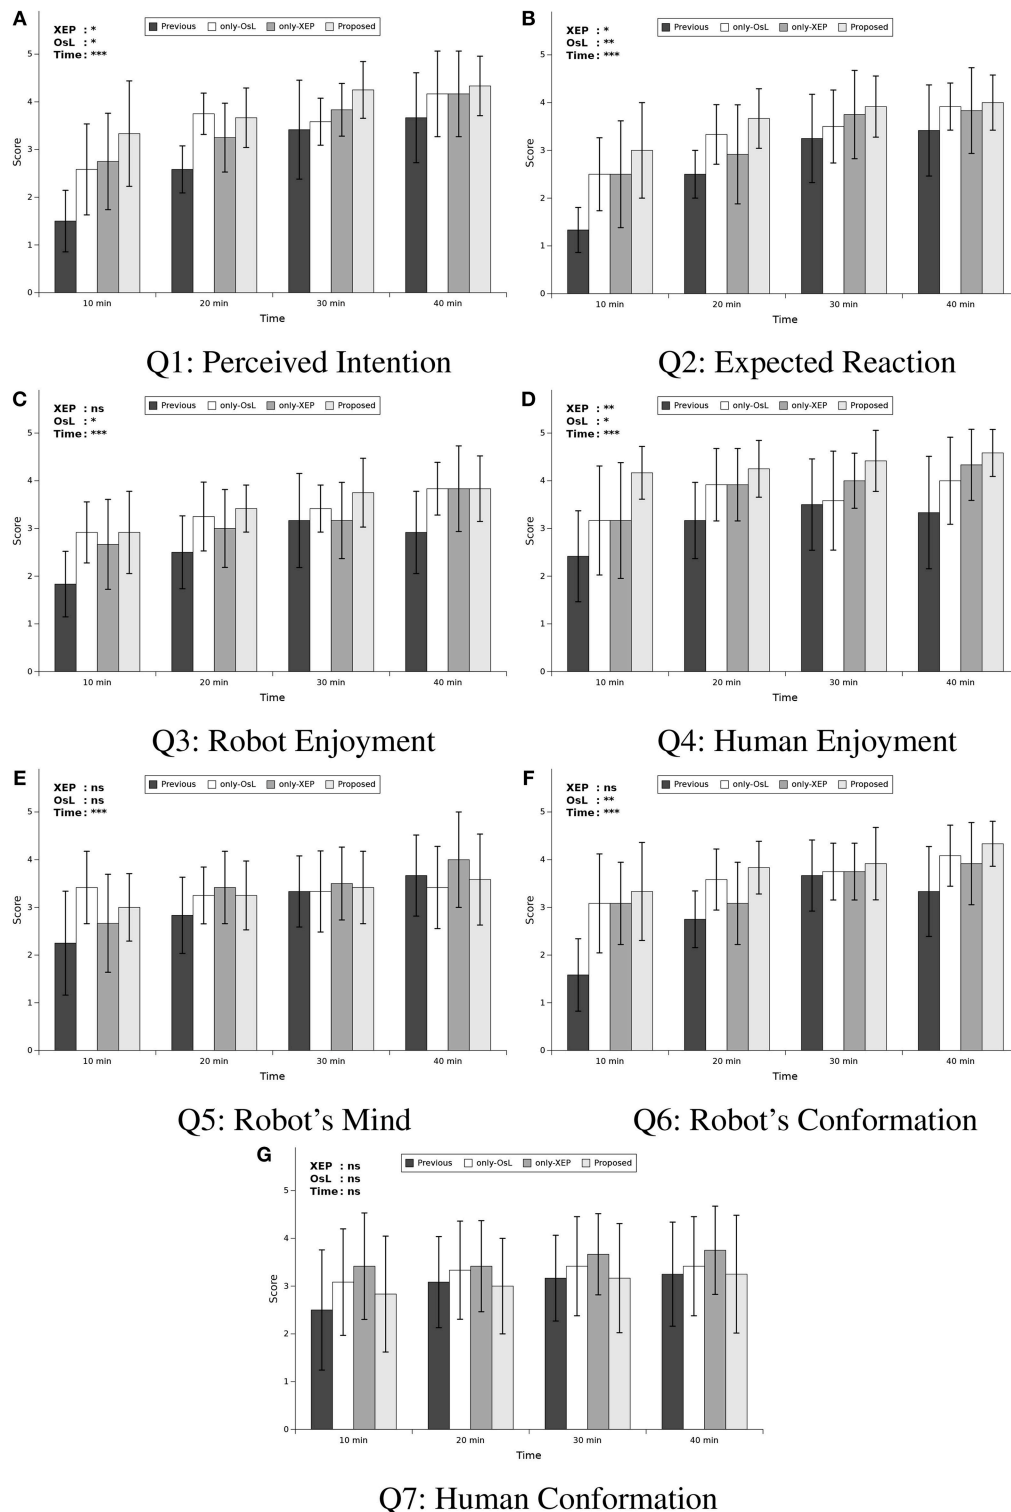 A
XEP : *
OsL : *
Time: ***
Previous only-OsL only-XEP Proposed
5
4
3
2
1
0
Score
10 min 20 min 30 min 40 min
Time
Q1: Perceived Intention
B
XEP : *
OsL : **
Time: ***
Previous only-OsL only-XEP Proposed
5
4
3
2
1
0
Score
10 min 20 min 30 min 40 min
Time
Q2: Expected Reaction
C
XEP : ns
OsL : *
Time: ***
Previous only-OsL only-XEP Proposed
5
4
3
2
1
0
Score
10 min 20 min 30 min 40 min
Time
Q3: Robot Enjoyment
D
XEP : **
OsL : *
Time: ***
Previous only-OsL only-XEP Proposed
5
4
3
2
1
0
Score
10 min 20 min 30 min 40 min
Time
Q4: Human Enjoyment
E
XEP : ns
OsL : ns
Time: ***
Previous only-OsL only-XEP Proposed
5
4
3
2
1
0
Score
10 min 20 min 30 min 40 min
Time
Q5: Robot's Mind
F
XEP : ns
OsL : **
Time: ***
Previous only-OsL only-XEP Proposed
5
4
3
2
1
0
Score
10 min 20 min 30 min 40 min
Time
Q6: Robot's Conformation
G
XEP : ns
OsL : ns
Time: ns
Previous only-OsL only-XEP Proposed
5
4
3
2
1
0
Score
10 min 20 min 30 min 40 min
Time
Q7: Human Conformation